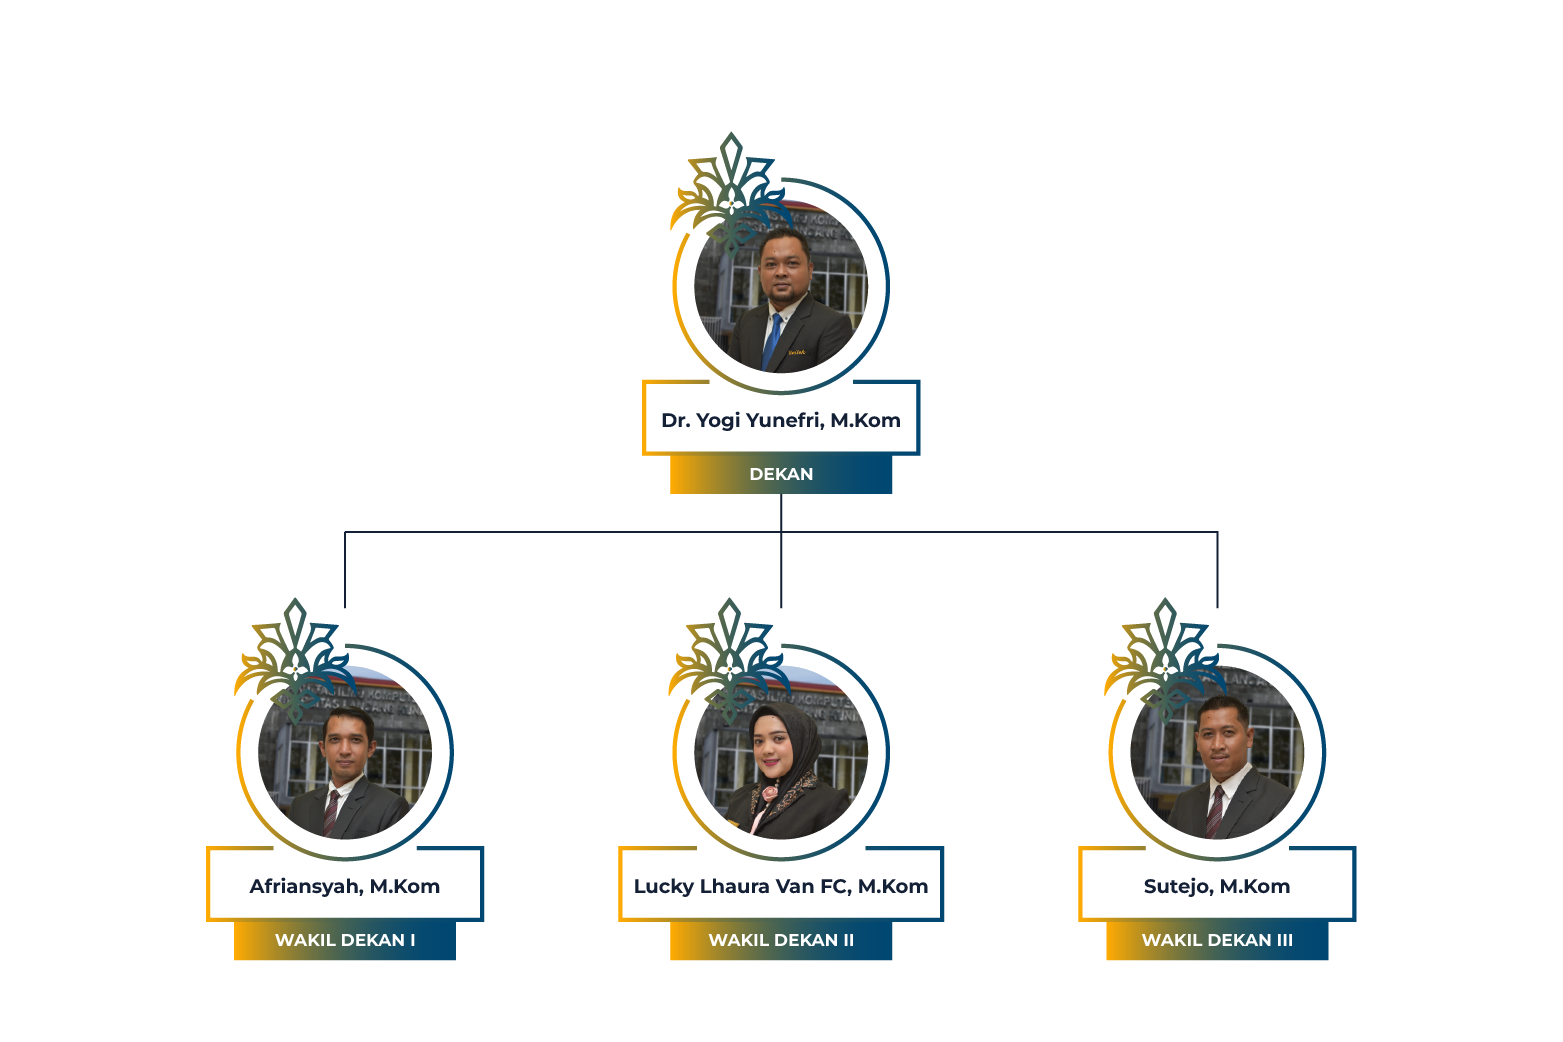 Dr. Yogi Yunefri, M.Kom
DEKAN
Afriansyah, M.Kom
WAKIL DEKAN I
Lucky Lhaura Van FC, M.Kom
WAKIL DEKAN II
Sutejo, M.Kom
WAKIL DEKAN III